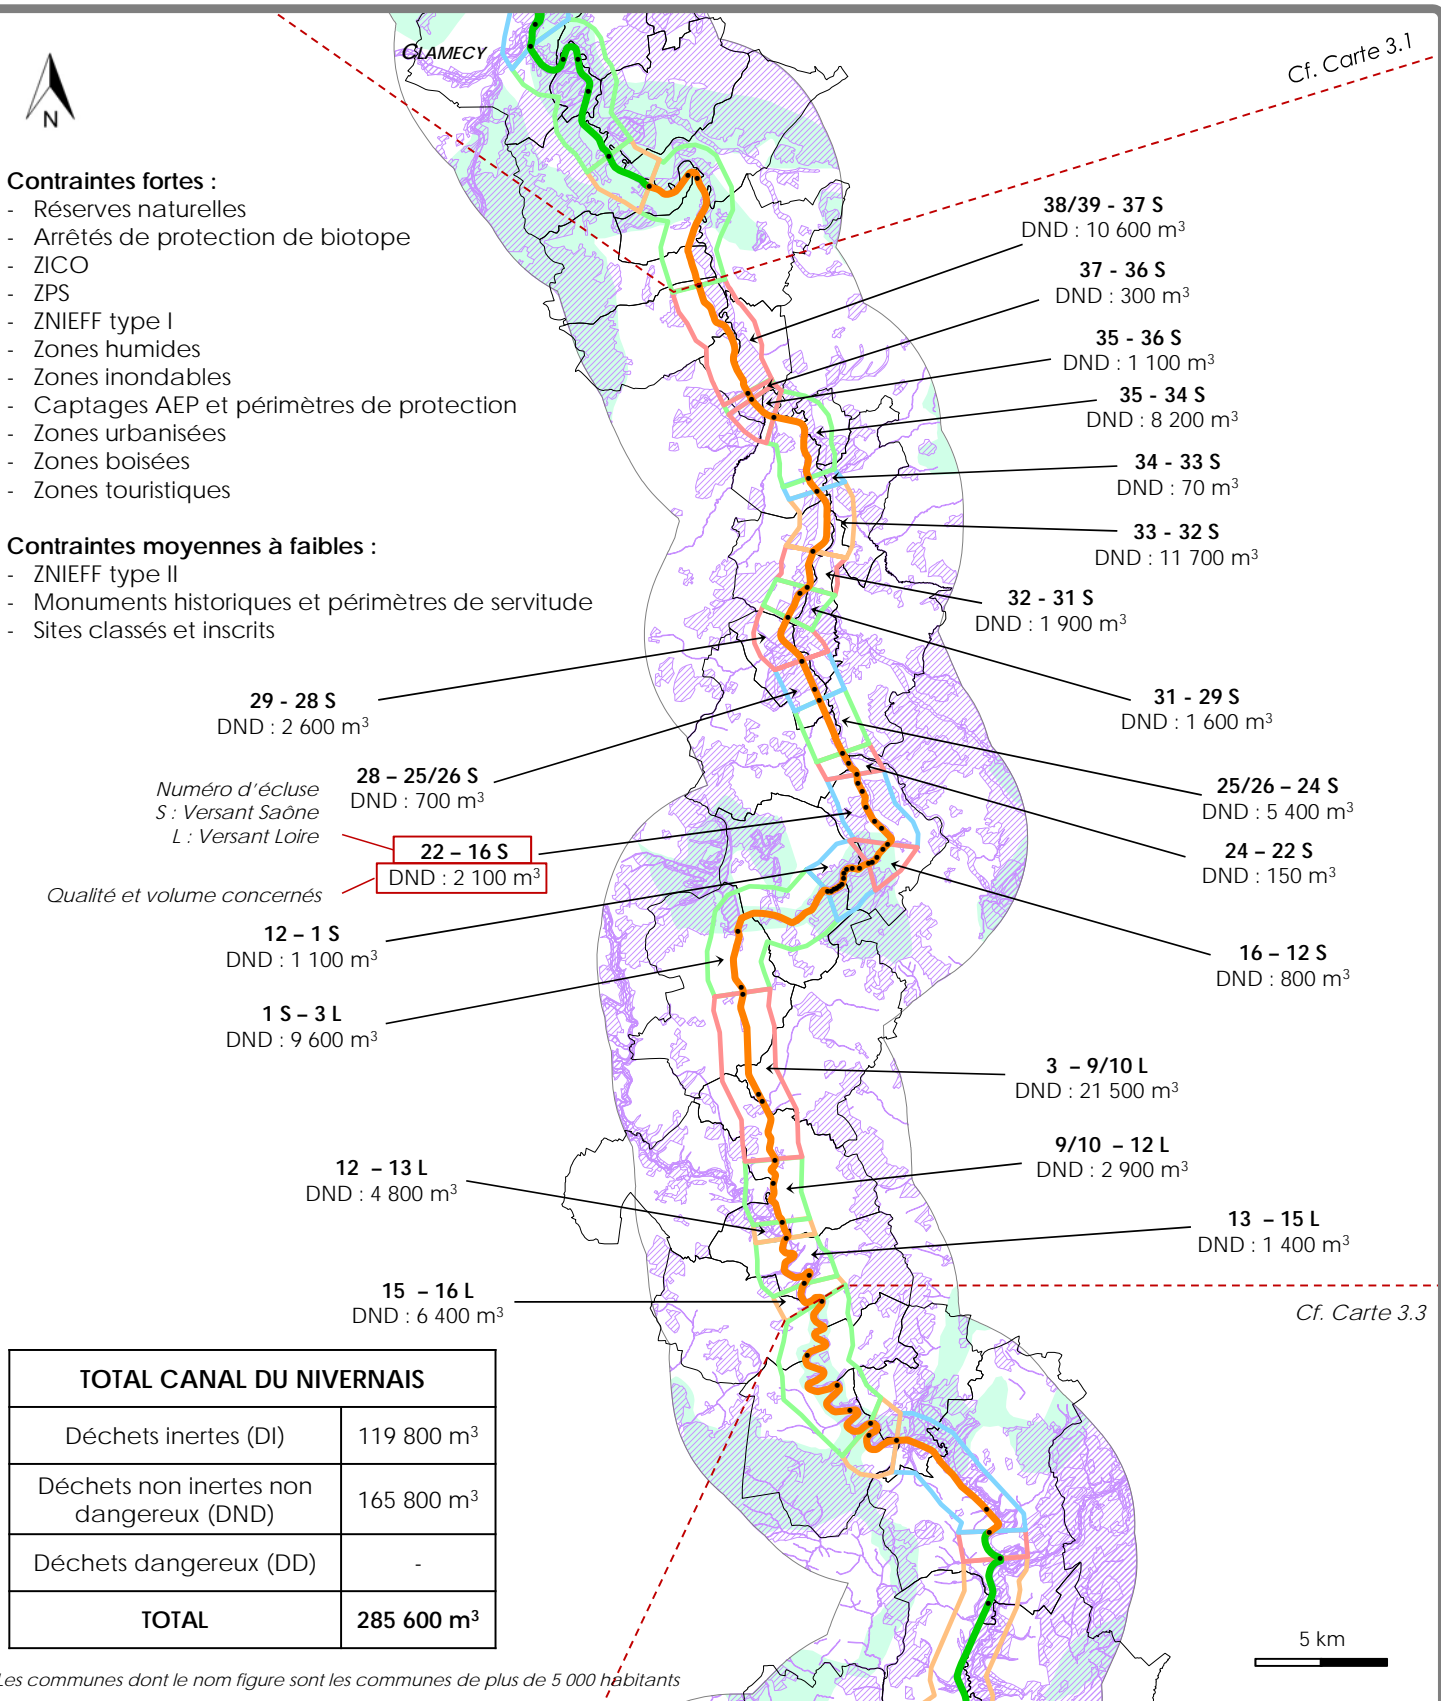 CLAMECY
Cf. Carte 3.1
N
Contraintes fortes :
- Réserves naturelles
- Arrêtés de protection de biotope
- ZICO
- ZPS
- ZNIEFF type I
- Zones humides
- Zones inondables
- Captages AEP et périmètres de protection
- Zones urbanisées
- Zones boisées
- Zones touristiques
Contraintes moyennes à faibles :
- ZNIEFF type II
- Monuments historiques et périmètres de servitude
- Sites classés et inscrits
38/39 - 37 S
DND : 10 600 m³
37 - 36 S
DND : 300 m³
35 - 36 S
DND : 1 100 m³
35 - 34 S
DND : 8 200 m³
34 - 33 S
DND : 70 m³
33 - 32 S
DND : 11 700 m³
32 - 31 S
DND : 1 900 m³
31 - 29 S
DND : 1 600 m³
29 - 28 S
DND : 2 600 m³
28 – 25/26 S
DND : 700 m³
25/26 – 24 S
DND : 5 400 m³
Numéro d'écluse
S : Versant Saône
L : Versant Loire
22 – 16 S
DND : 2 100 m³
Qualité et volume concernés
24 – 22 S
DND : 150 m³
12 – 1 S
DND : 1 100 m³
16 – 12 S
DND : 800 m³
1 S – 3 L
DND : 9 600 m³
3 – 9/10 L
DND : 21 500 m³
9/10 – 12 L
DND : 2 900 m³
12 – 13 L
DND : 4 800 m³
13 – 15 L
DND : 1 400 m³
15 – 16 L
DND : 6 400 m³
Cf. Carte 3.3
TOTAL CANAL DU NIVERNAIS
Déchets inertes (DI) 119 800 m³
Déchets non inertes non
dangereux (DND) 165 800 m³
Déchets dangereux (DD) -
TOTAL 285 600 m³
5 km
Les communes dont le nom figure sont les communes de plus de 5 000 habitants